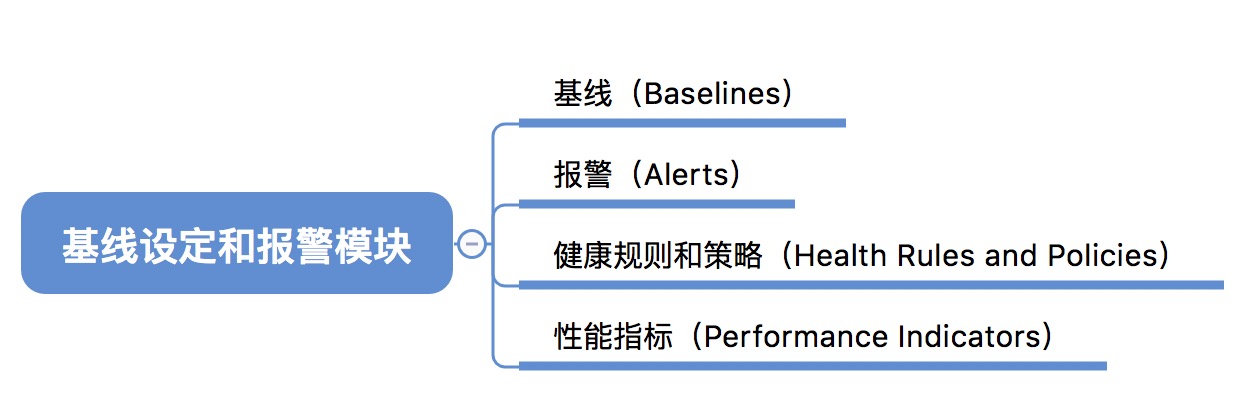 基线（Baselines）
报警（Alerts）
基线设定和报警模块
健康规则和策略（Health Rules and Policies）
性能指标（Performance Indicators）